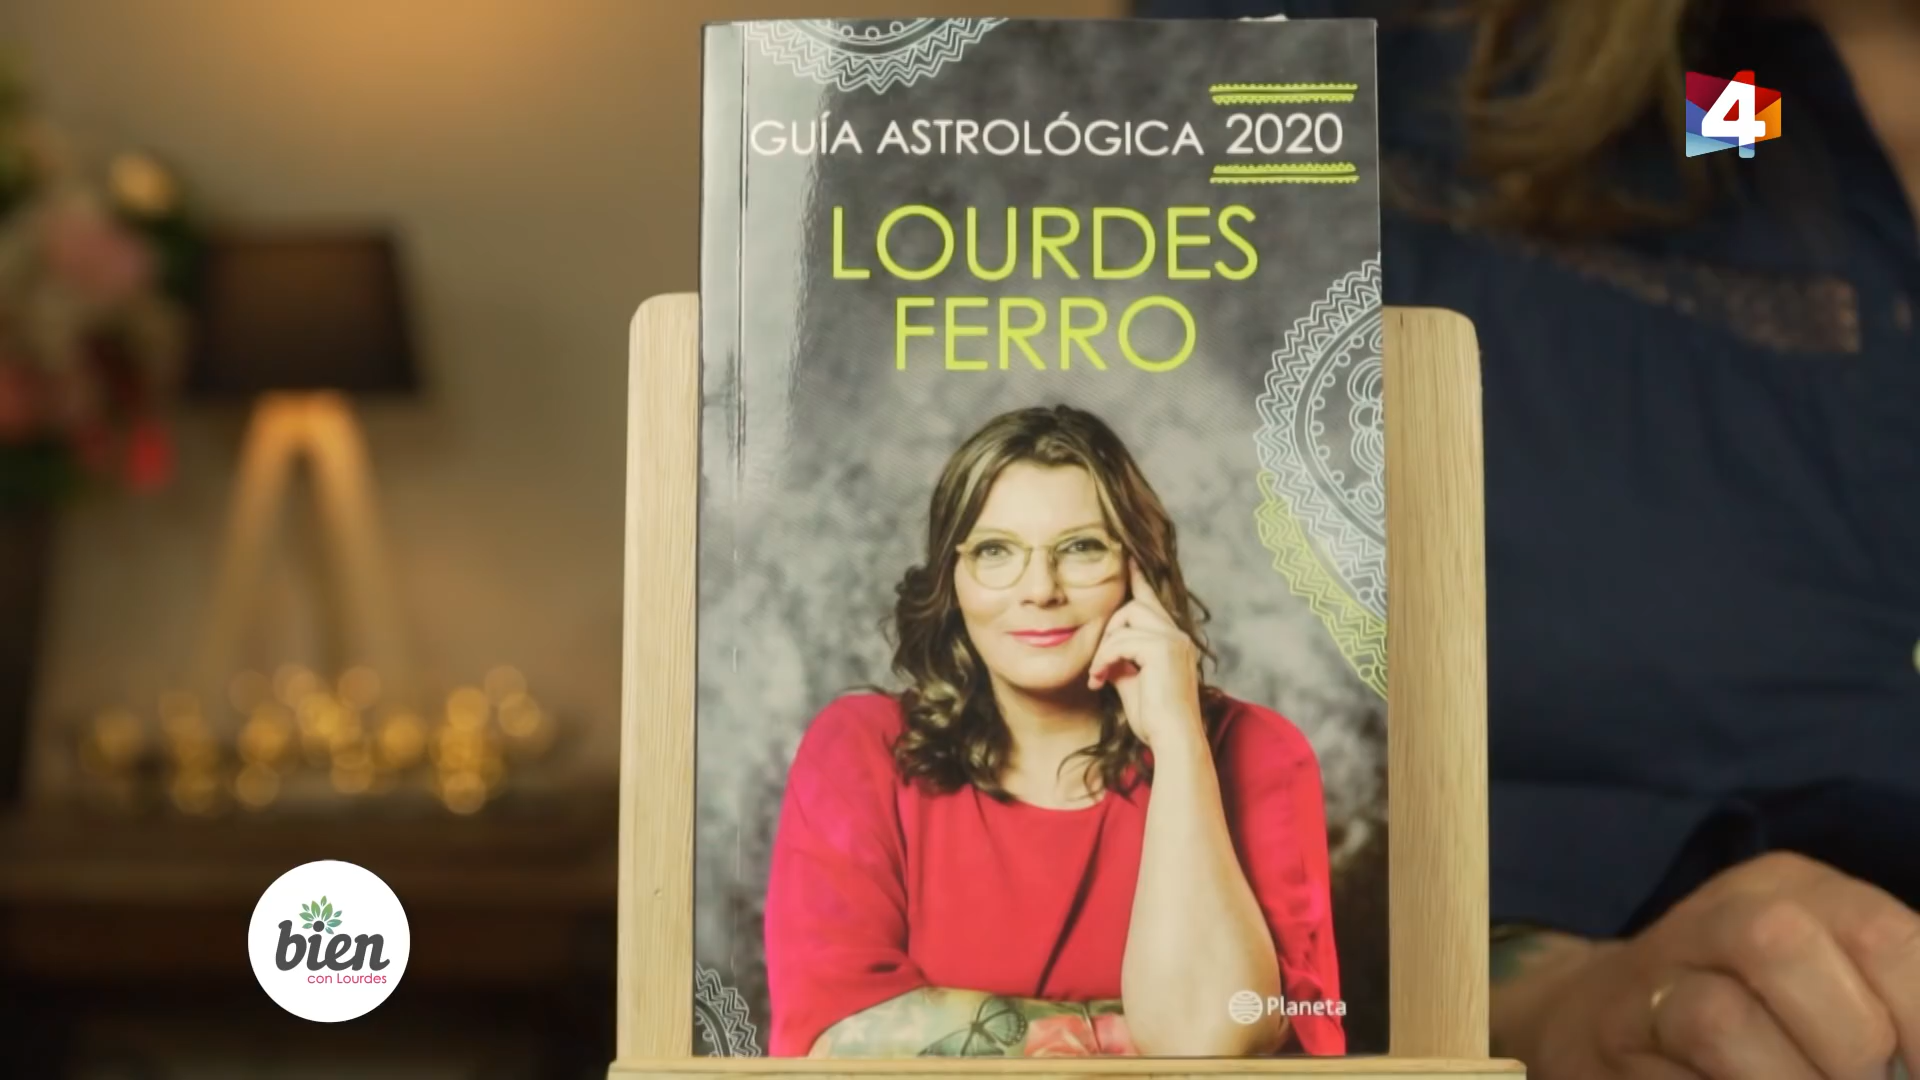 GUÍA ASTROLÓGICA 2020
LOURDES
FERRO
Planeta
4
bien
con Lourdes